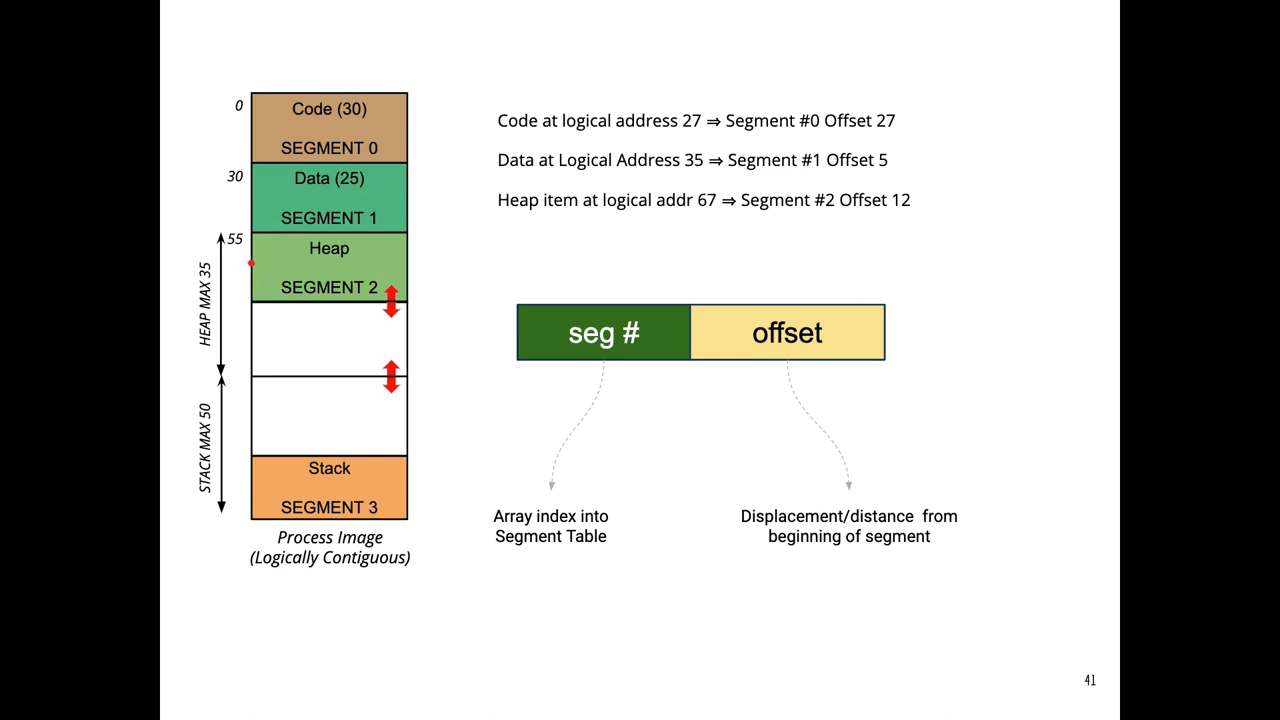 0
Code (30)
SEGMENT 0
30
Data (25)
SEGMENT 1
55
Heap
SEGMENT 2
HEAP MAX 35
STACK MAX 50
Stack
SEGMENT 3
Process Image
(Logically Contiguous)
Code at logical address 27 ⇒ Segment #0 Offset 27
Data at Logical Address 35 ⇒ Segment #1 Offset 5
Heap item at logical addr 67 ⇒ Segment #2 Offset 12
seg #
offset
Array index into
Segment Table
Displacement/distance from
beginning of segment
41